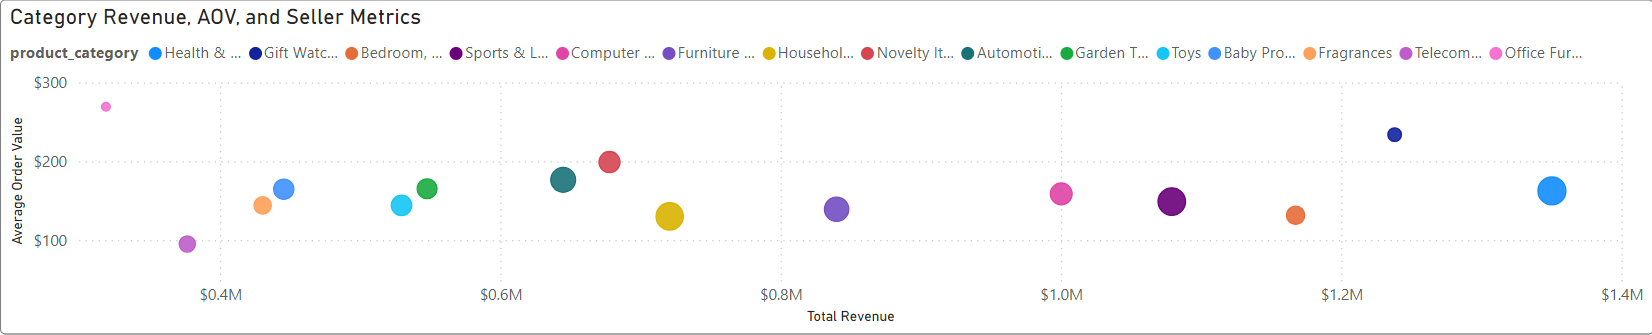 Category Revenue, AOV, and Seller Metrics
product_category Health & ... Gift Watc... Bedroom, ... Sports & L... Computer ... Furniture ... Househol... Novelty It... Automoti... Garden T... Toys Baby Pro... Fragrances Telecom... Office Fur...
$300
$200
$100
Average Order Value
$0.4M $0.6M $0.8M $1.0M $1.2M $1.4M
Total Revenue